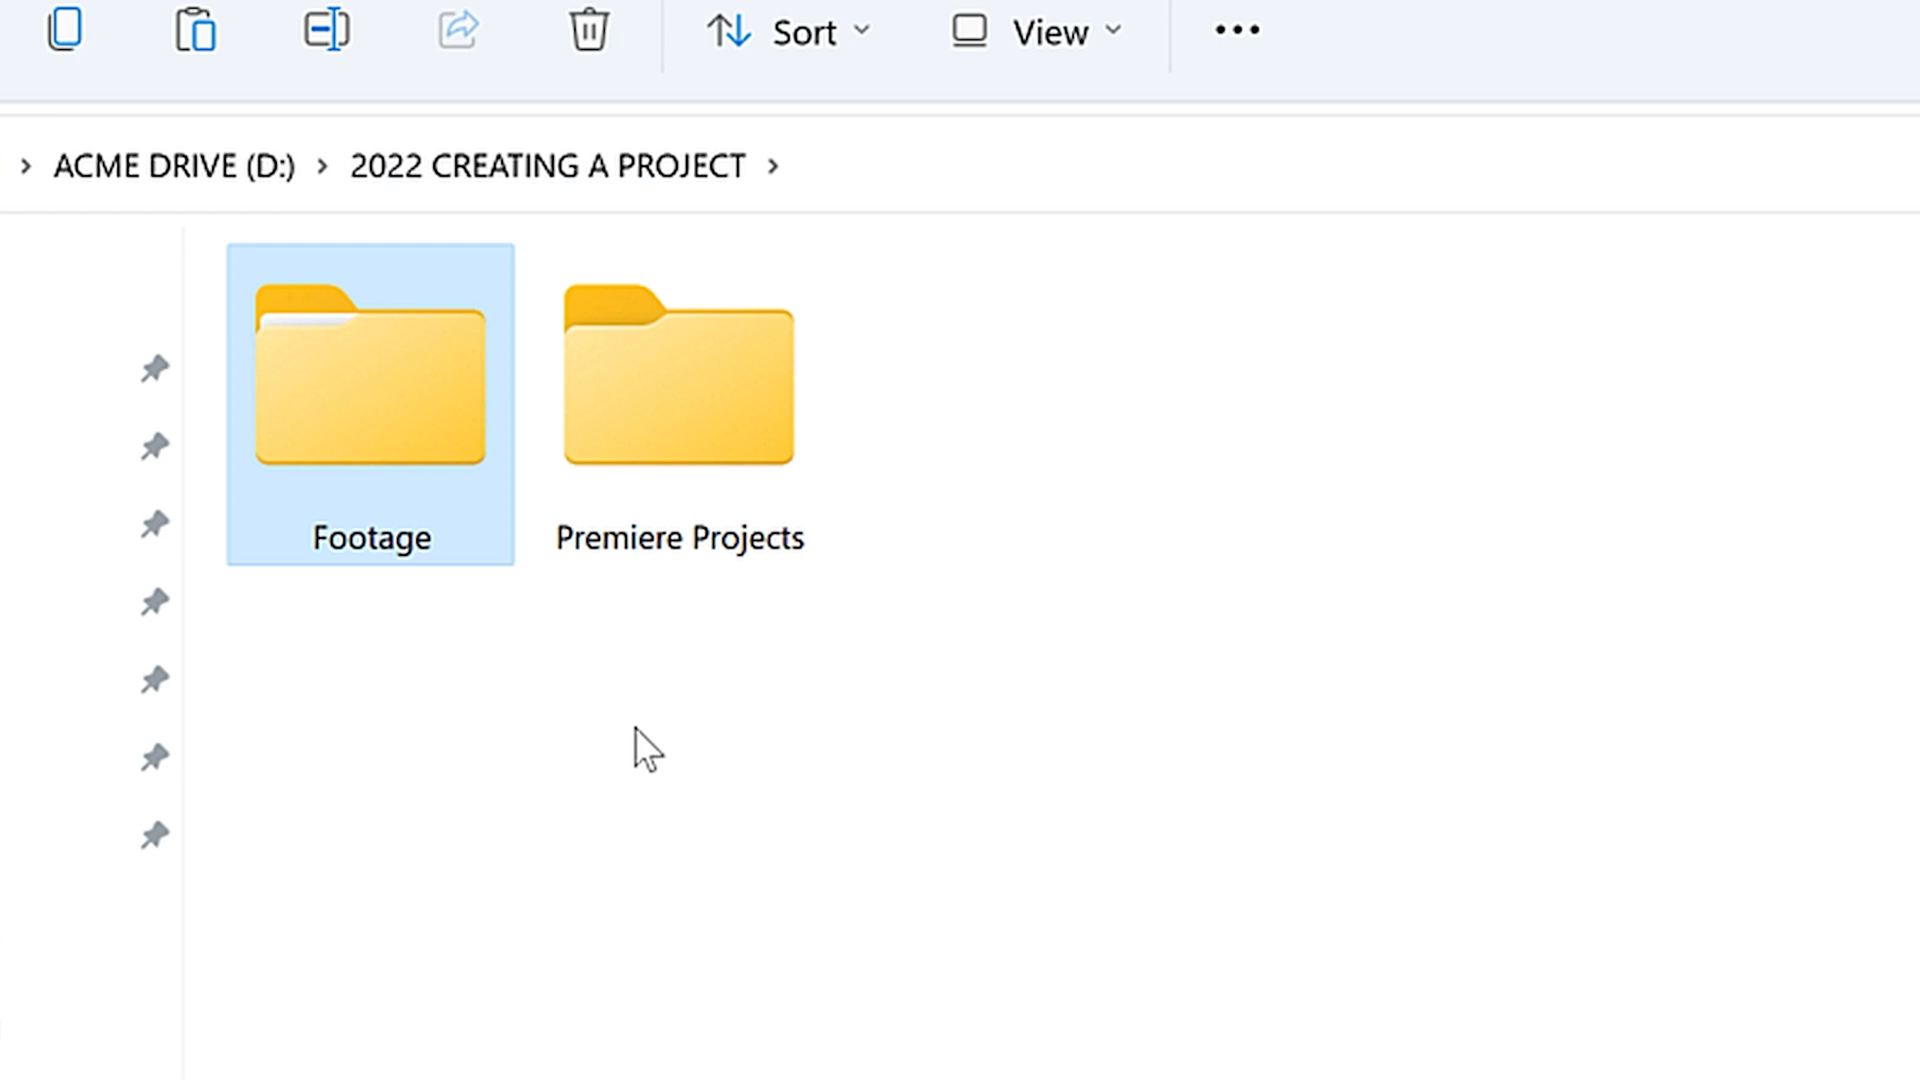 Sort
View
ACME DRIVE (D:) > 2022 CREATING A PROJECT >
Footage
Premiere Projects